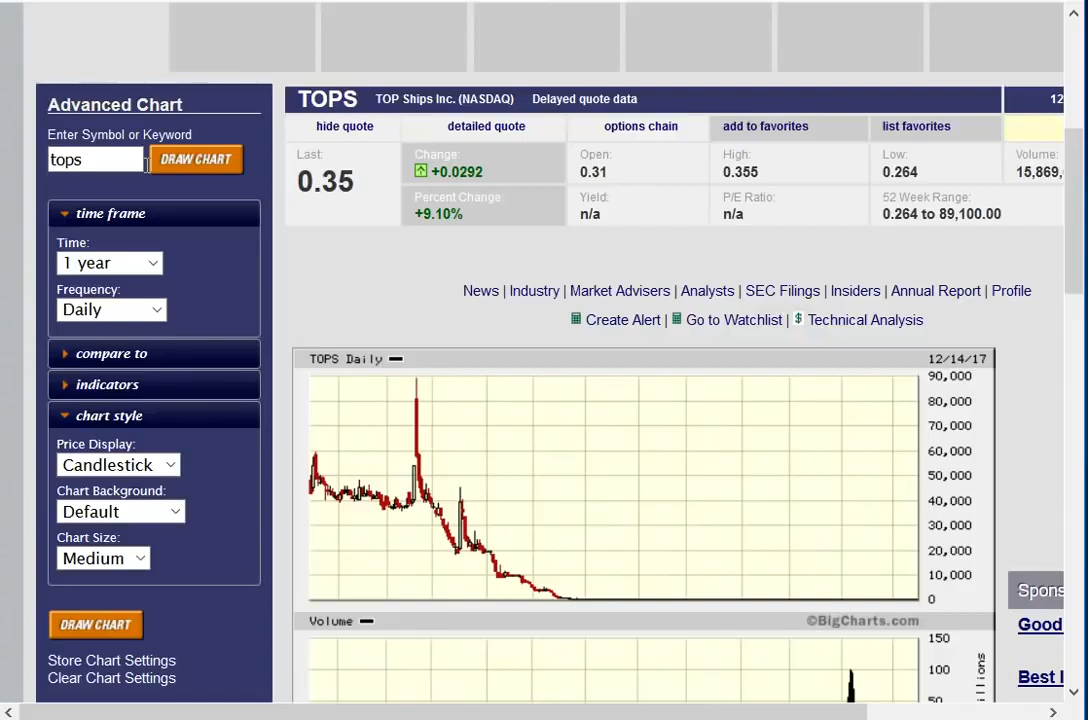 Advanced Chart
Enter Symbol or Keyword
tops
DRAW CHART
time frame
Time:
1 year
Frequency:
Daily
compare to
indicators
chart style
Price Display:
Candlestick
Chart Background:
Default
Chart Size:
Medium
DRAW CHART
Store Chart Settings
Clear Chart Settings
TOPS TOP Ships Inc. (NASDAQ) Delayed quote data 12
hide quote detailed quote options chain add to favorites list favorites
Last: Change: Open: High: Low: Volume:
0.35 +0.0292 0.31 0.355 0.264 15,869,
Percent Change: Yield: P/E Ratio: 52 Week Range:
+9.10% n/a n/a 0.264 to 89,100.00
News | Industry | Market Advisers | Analysts | SEC Filings | Insiders | Annual Report | Profile
Create Alert | Go to Watchlist | $ Technical Analysis
TOPS Daily 12/14/17
90,000
80,000
70,000
60,000
50,000
40,000
30,000
20,000
10,000
0
Volume ©BigCharts.com
150
100
50
Spons
Good
Best I